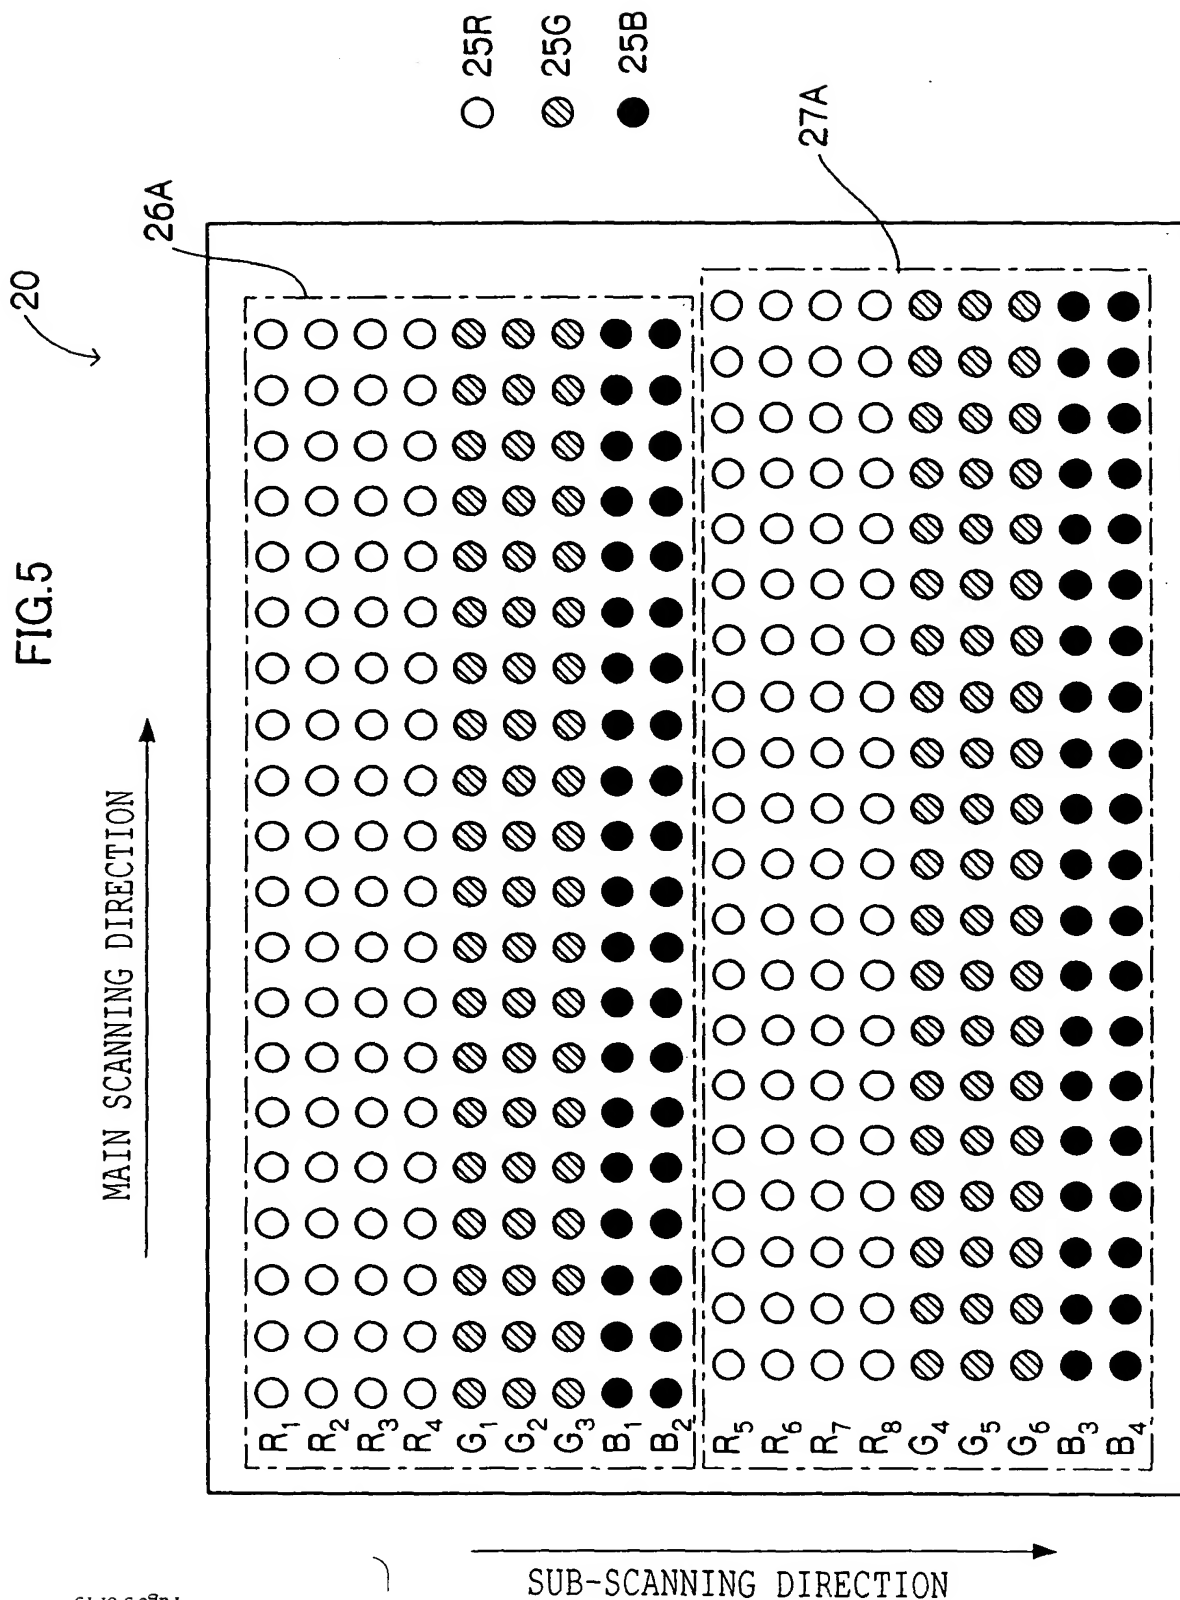 FIG.5
20
MAIN SCANNING DIRECTION
26A
27A
25R
25G
25B
R1
R2
R3
R4
G1
G2
G3
B1
B2
R5
R6
R7
R8
G4
G5
G6
B3
B4
SUB-SCANNING DIRECTION